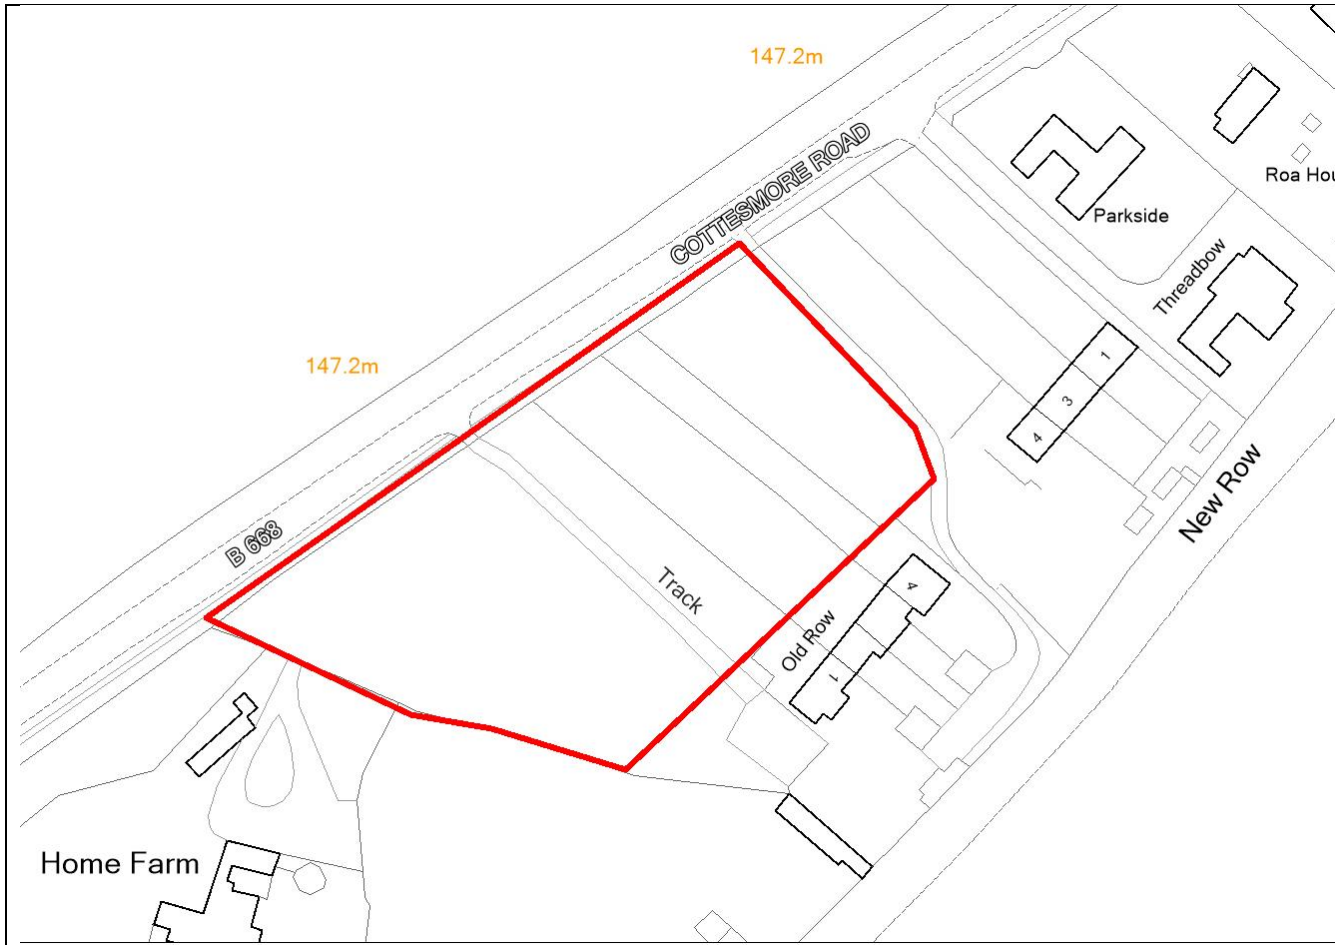 147.2m
COTTESMORE ROAD
Roa Hou
Parkside
Threadbow
147.2m
1
3
4
New Row
B 668
Track
4
Old Row
1
Home Farm